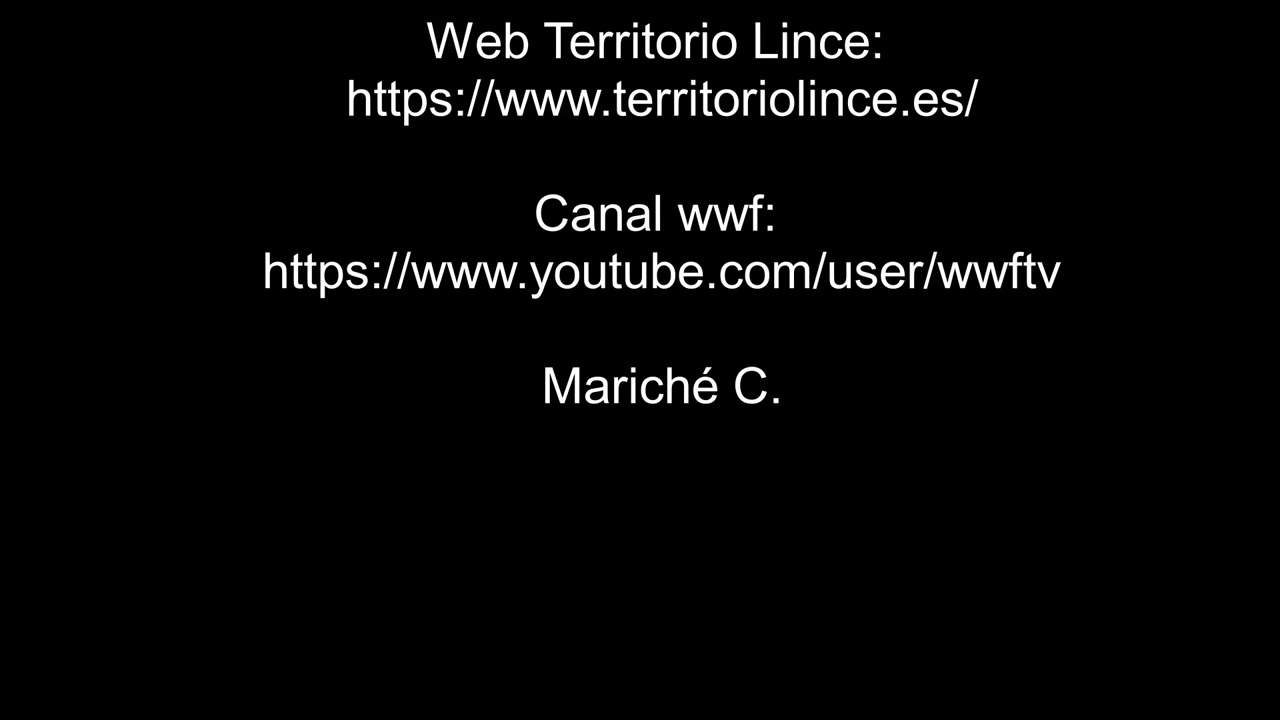 Web Territorio Lince:
https://www.territoriolince.es/
Canal wwf:
https://www.youtube.com/user/wwftv
Mariché C.